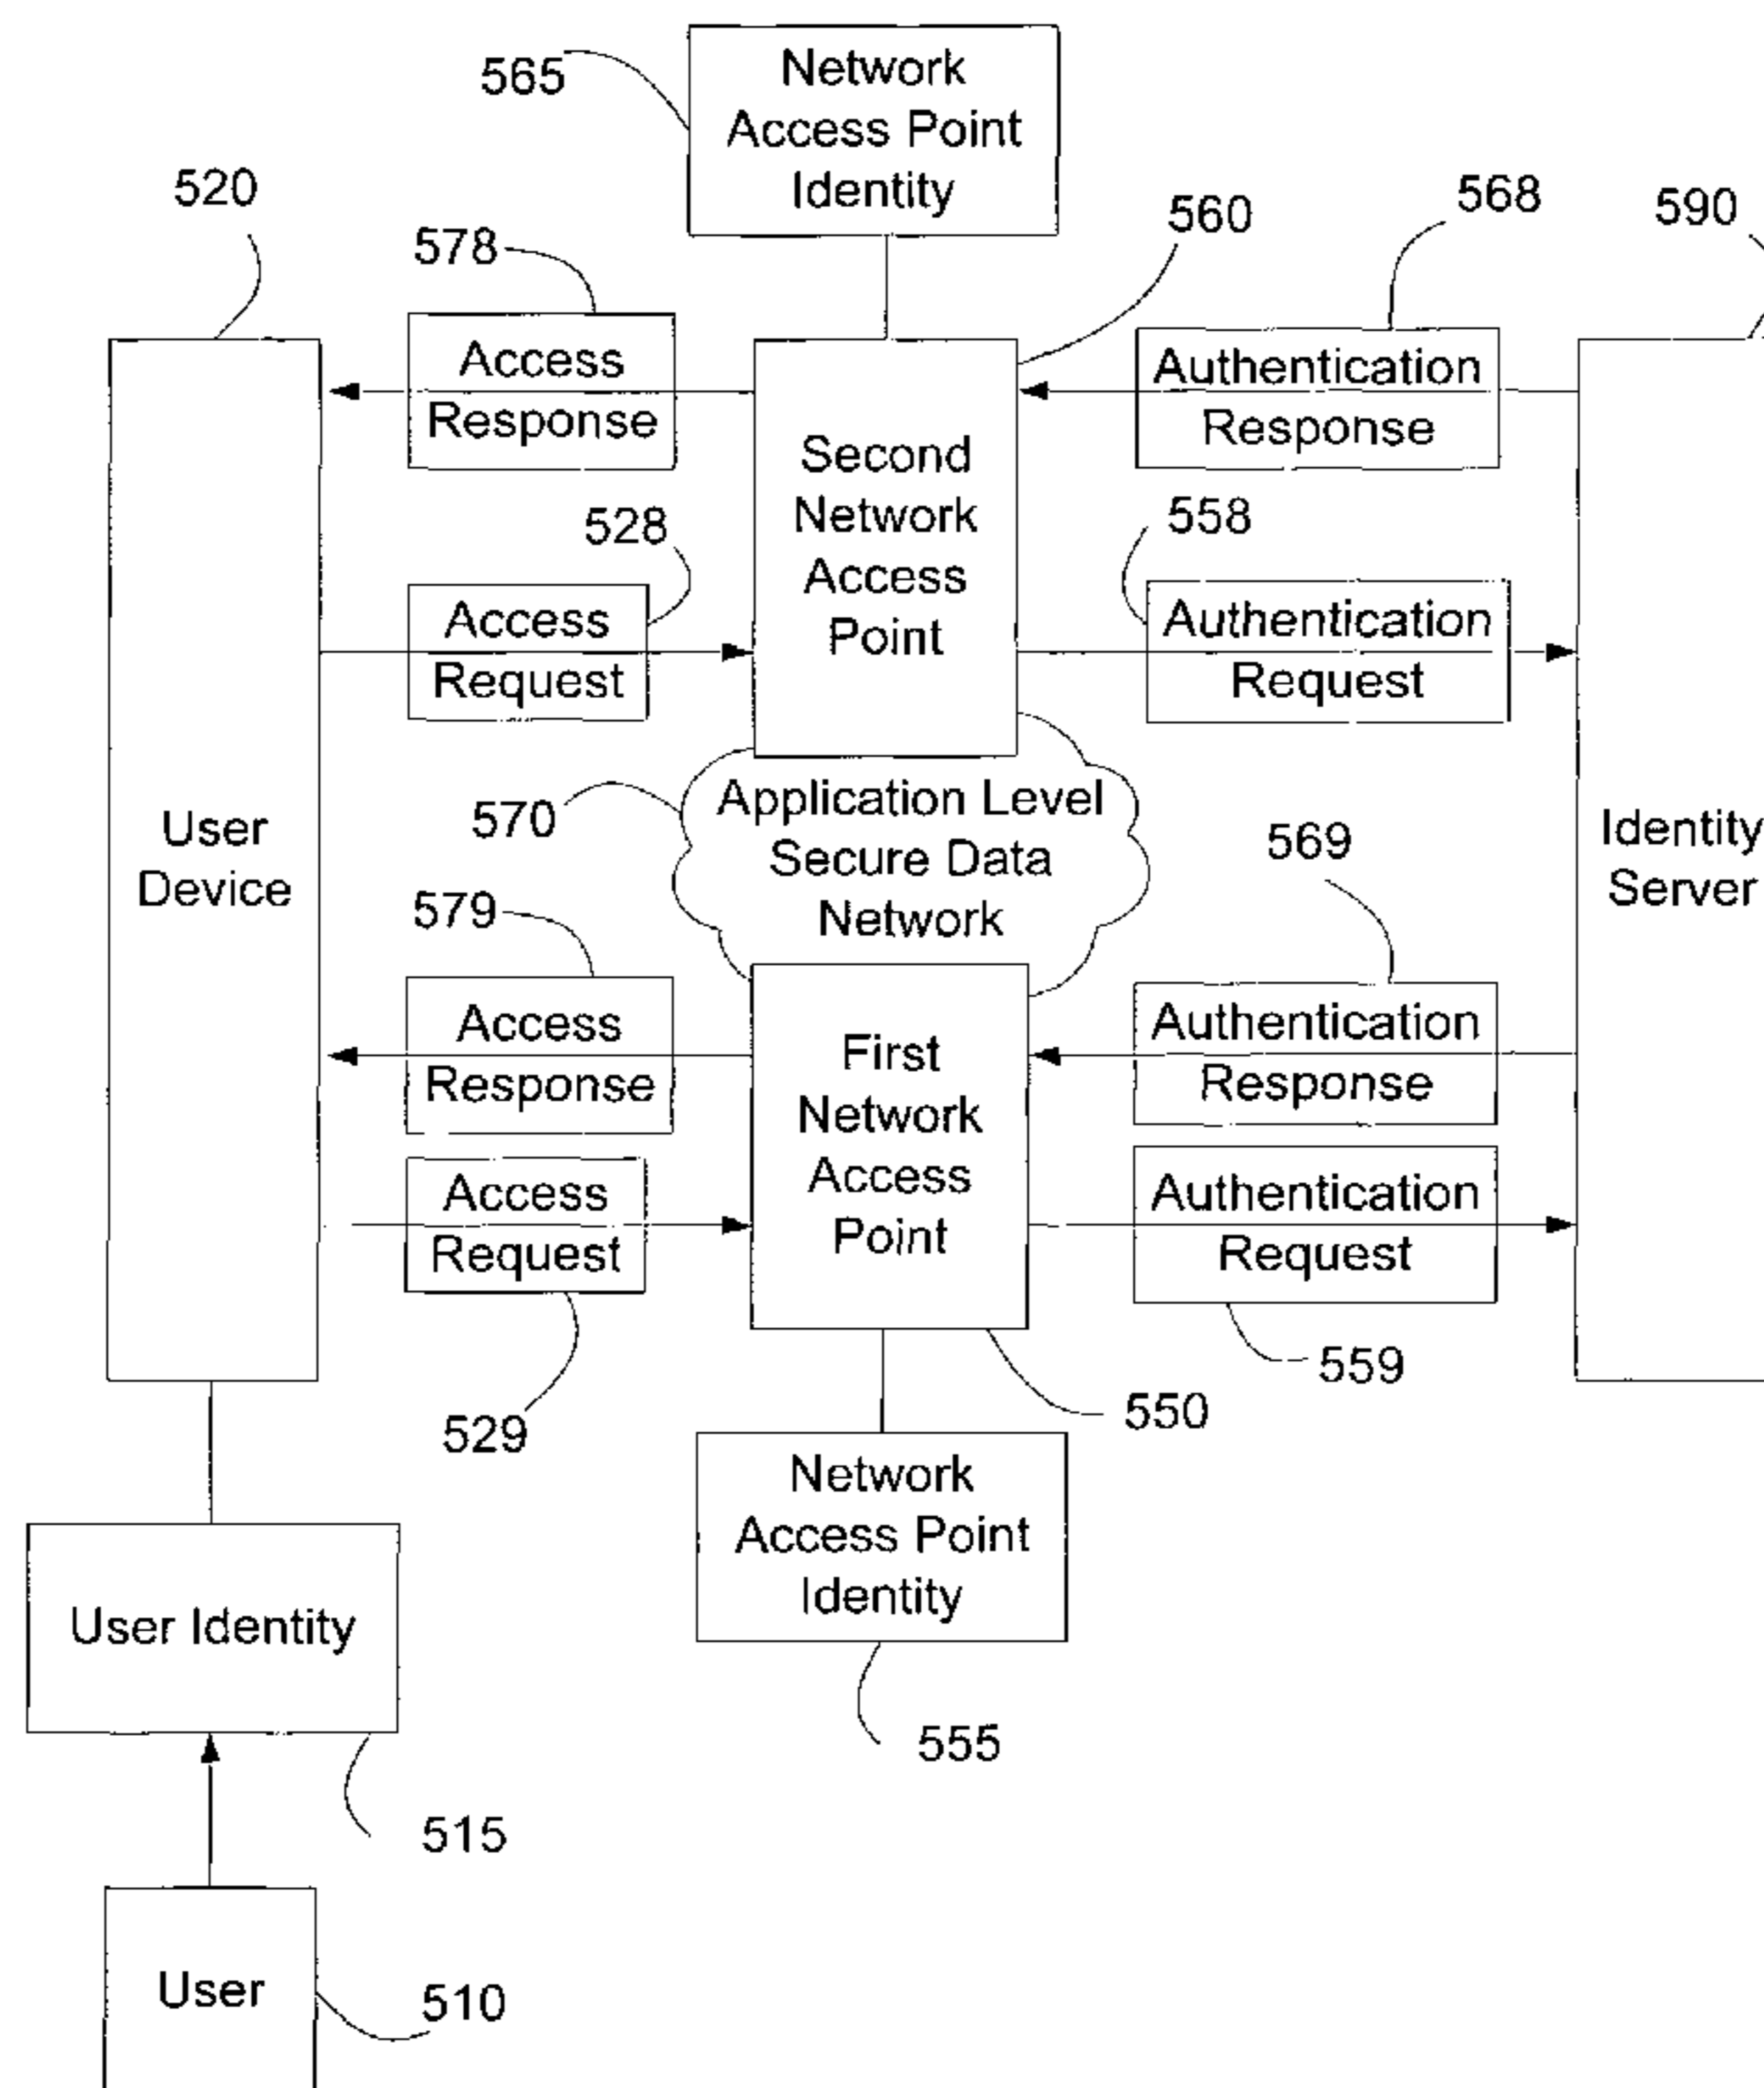 565
Network
Access Point
Identity
520
578
560
568
590
Access
Response
Authentication
Response
Second
Network
Access
Point
528
558
Access
Request
Authentication
Request
570
Application Level
Secure Data
Network
User
Device
Identity
Server
579
569
Access
Response
First
Network
Access
Point
Authentication
Response
Access
Request
Authentication
Request
529
550
559
Network
Access Point
Identity
User Identity
555
515
User
510